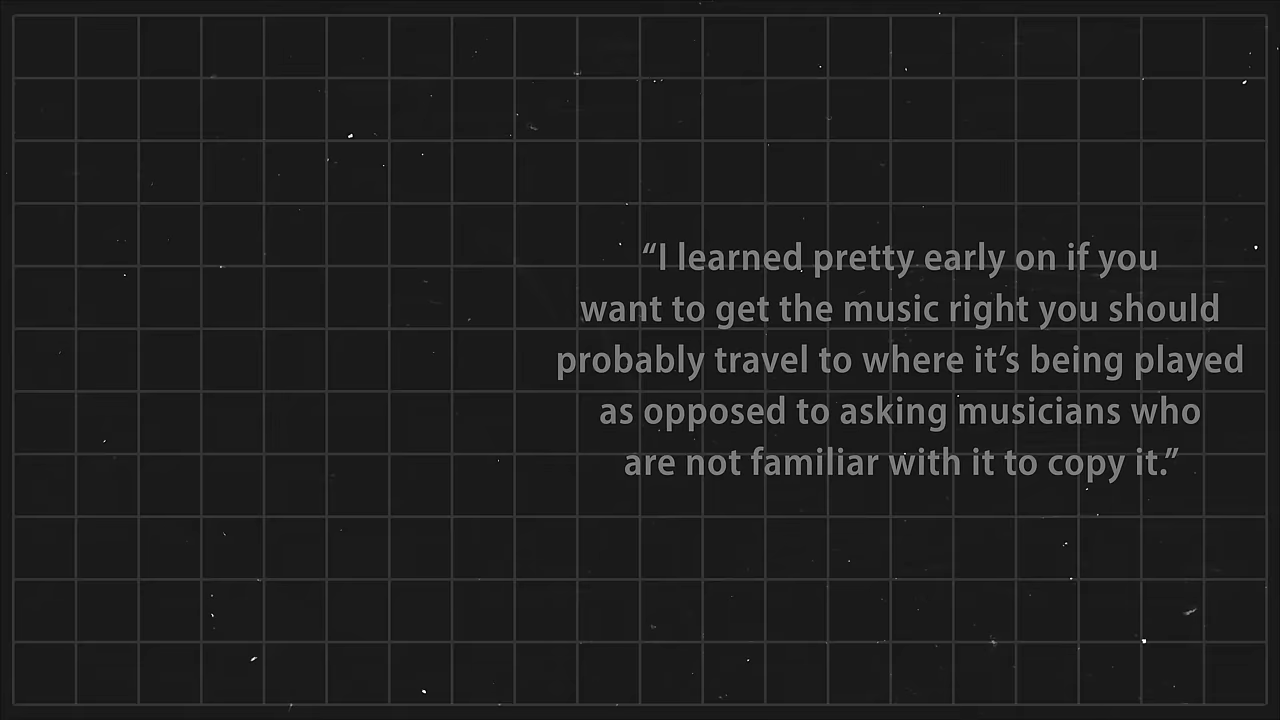 “I learned pretty early on if you
want to get the music right you should
probably travel to where it’s being played
as opposed to asking musicians who
are not familiar with it to copy it.”